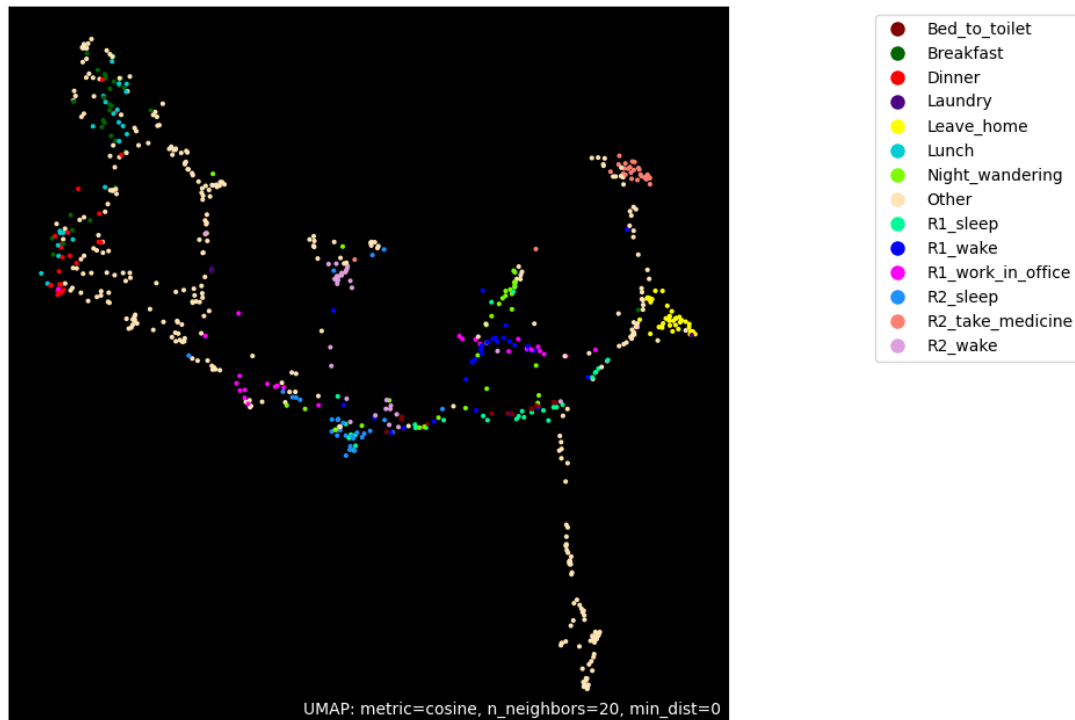 Bed_to_toilet
Breakfast
Dinner
Laundry
Leave_home
Lunch
Night_wandering
Other
R1_sleep
R1_wake
R1_work_in_office
R2_sleep
R2_take_medicine
R2_wake
UMAP: metric=cosine, n_neighbors=20, min_dist=0